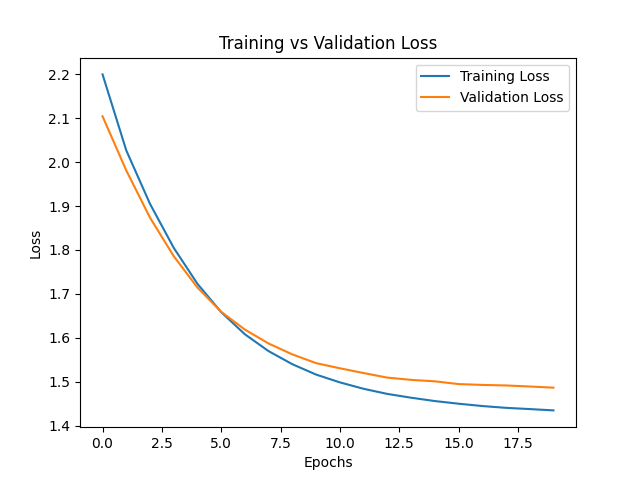 Training vs Validation Loss
Training Loss
Validation Loss
2.2
2.1
2.0
1.9
1.8
1.7
1.6
1.5
1.4
Loss
0.0 2.5 5.0 7.5 10.0 12.5 15.0 17.5
Epochs